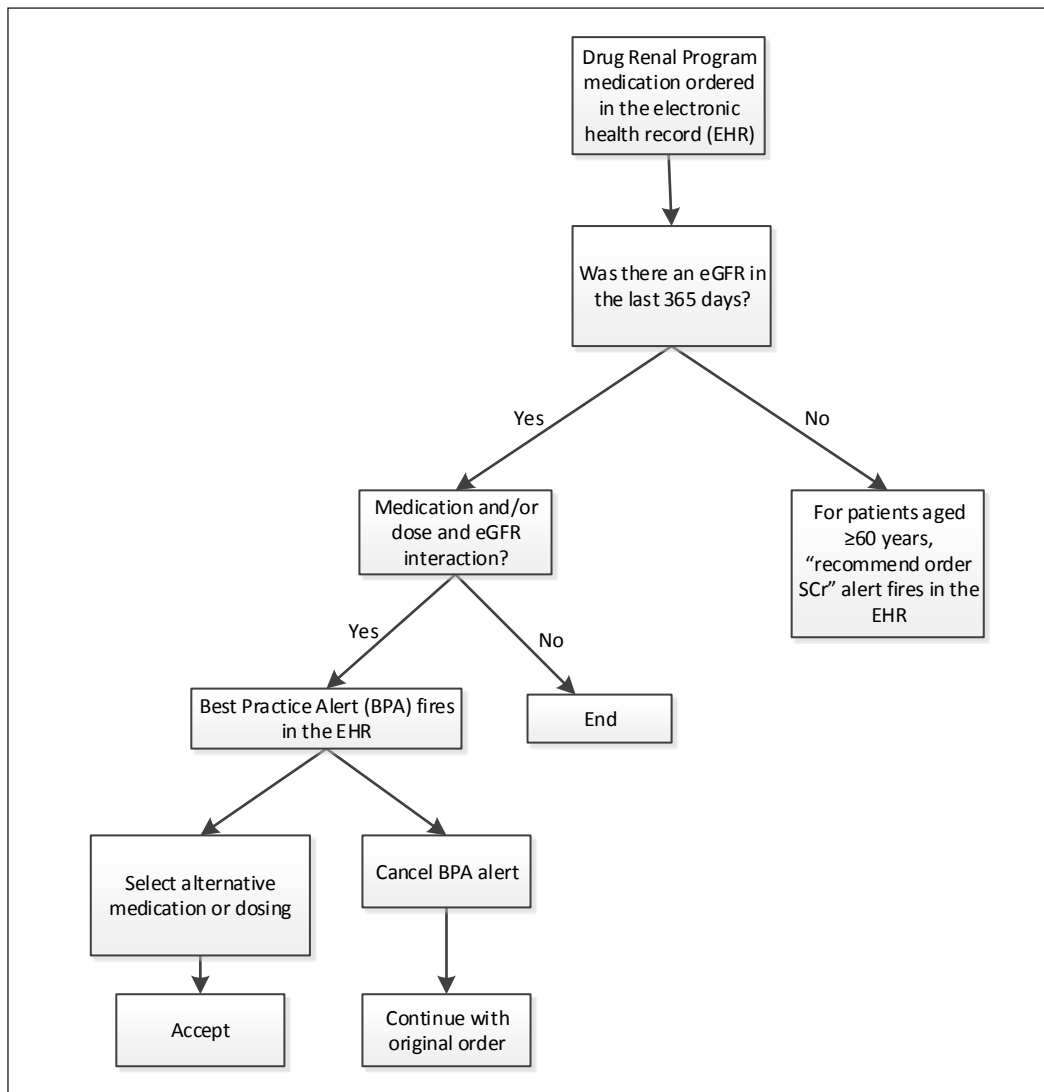 Drug Renal Program
medication ordered
in the electronic
health record (EHR)
Was there an eGFR in
the last 365 days?
Yes
No
Medication and/or
dose and eGFR
interaction?
For patients aged
≥60 years,
“recommend order
SCr” alert fires in the
EHR
Yes
No
Best Practice Alert (BPA) fires
in the EHR
End
Select alternative
medication or dosing
Cancel BPA alert
Accept
Continue with
original order